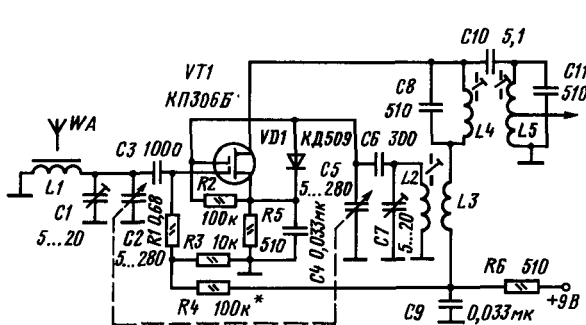 C10 5,1
VT1
КП306Б
C8
510
C11
510
WA
L4
L5
C3 1000
VD1
КД509
C5
5...280
C6 300
L1
R2
100к
L2
L3
C1
5...20
C2
5...280
R1 0,68
R3 10к
R5
510
C4 0,033мк
C7
5...20
R6 510
+9В
R4 100к*
C9
0,033мк